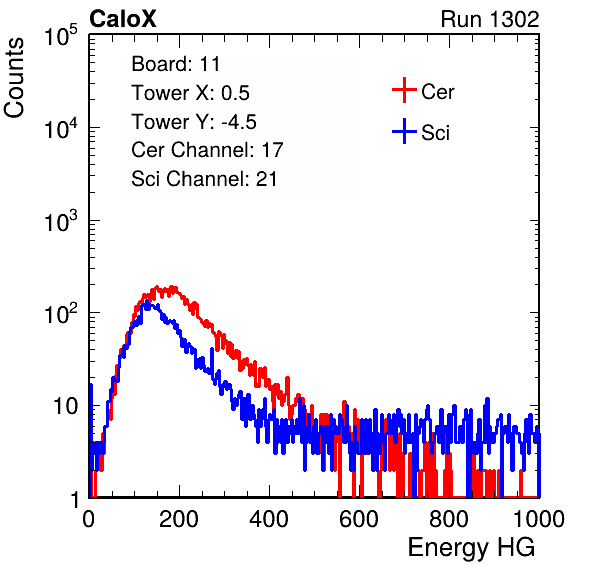 CaloX Run 1302
Counts
10^5
10^4
10^3
10^2
10
1
Board: 11
Tower X: 0.5
Tower Y: -4.5
Cer Channel: 17
Sci Channel: 21
Cer
Sci
0 200 400 600 800 1000
Energy HG